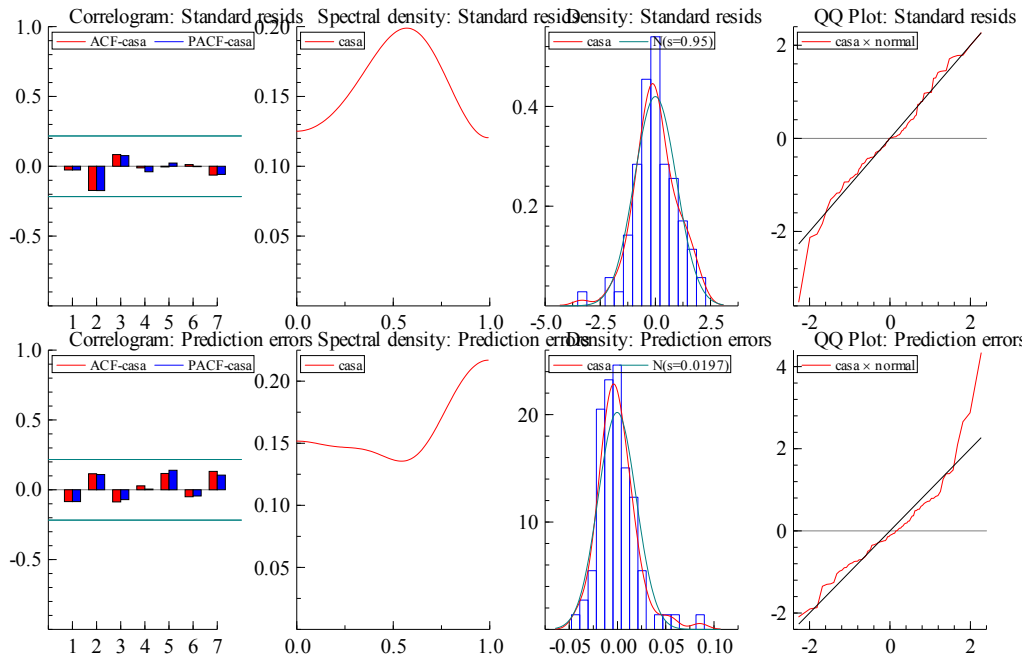 Correlogram: Standard resids
ACF-casa PACF-casa
1.0
0.5
0.0
-0.5
1 2 3 4 5 6 7
Spectral density: Standard resids
casa
0.20
0.15
0.10
0.05
0.0 0.5 1.0
Density: Standard resids
casa N(s=0.95)
0.4
0.2
-5.0 -2.5 0.0 2.5
QQ Plot: Standard resids
casa × normal
2
0
-2
-2 0 2
Correlogram: Prediction errors
ACF-casa PACF-casa
1.0
0.5
0.0
-0.5
1 2 3 4 5 6 7
Spectral density: Prediction errors
casa
0.20
0.15
0.10
0.05
0.0 0.5 1.0
Density: Prediction errors
casa N(s=0.0197)
20
10
-0.05 0.00 0.05 0.10
QQ Plot: Prediction errors
casa × normal
4
2
0
-2
-2 0 2